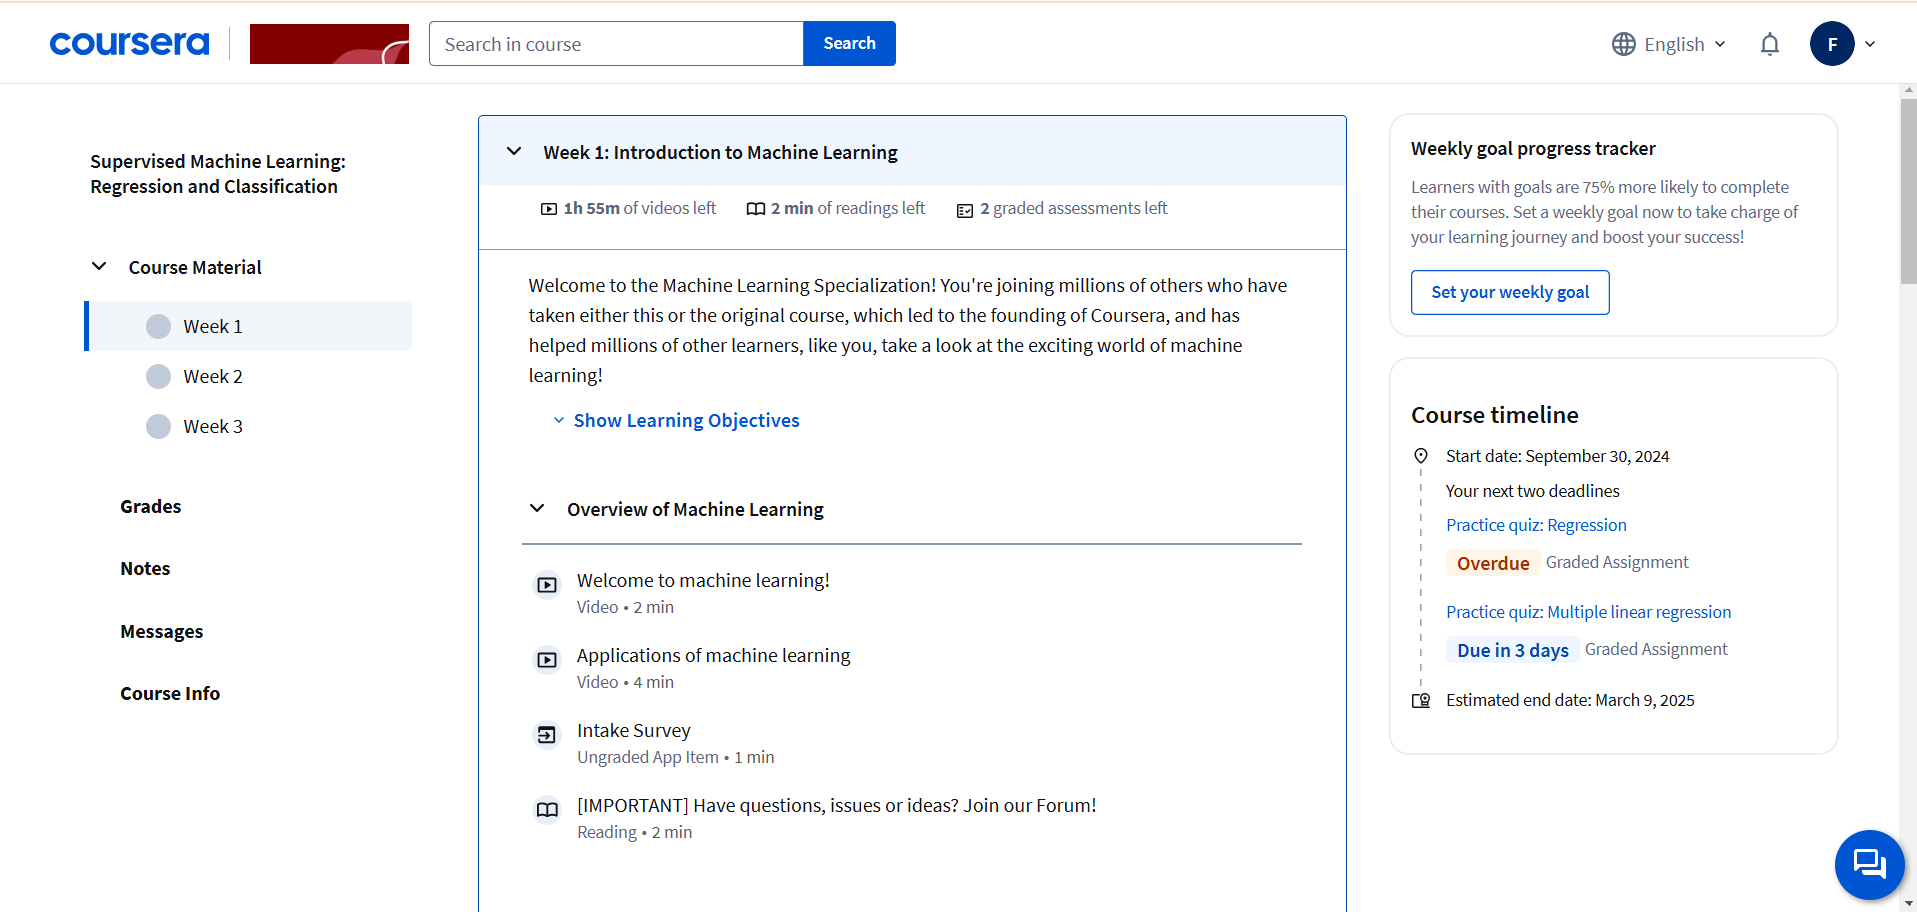 coursera
Search in course
Search
English
F
Supervised Machine Learning:
Regression and Classification
Course Material
Week 1
Week 2
Week 3
Grades
Notes
Messages
Course Info
Week 1: Introduction to Machine Learning
1h 55m of videos left
2 min of readings left
2 graded assessments left
Welcome to the Machine Learning Specialization! You're joining millions of others who have
taken either this or the original course, which led to the founding of Coursera, and has
helped millions of other learners, like you, take a look at the exciting world of machine
learning!
Show Learning Objectives
Overview of Machine Learning
Welcome to machine learning!
Video • 2 min
Applications of machine learning
Video • 4 min
Intake Survey
Ungraded App Item • 1 min
[IMPORTANT] Have questions, issues or ideas? Join our Forum!
Reading • 2 min
Weekly goal progress tracker
Learners with goals are 75% more likely to complete
their courses. Set a weekly goal now to take charge of
your learning journey and boost your success!
Set your weekly goal
Course timeline
Start date: September 30, 2024
Your next two deadlines
Practice quiz: Regression
Overdue Graded Assignment
Practice quiz: Multiple linear regression
Due in 3 days Graded Assignment
Estimated end date: March 9, 2025